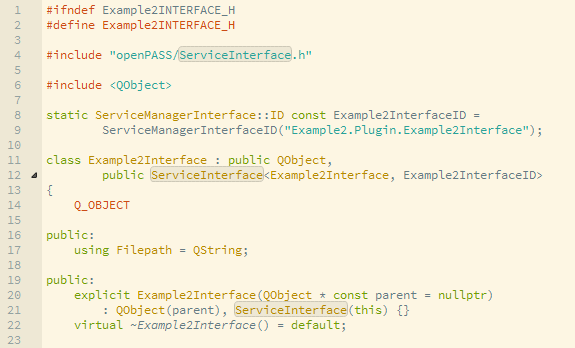 1 #ifndef Example2INTERFACE_H
2 #define Example2INTERFACE_H
3
4 #include "openPASS/ServiceInterface.h"
5
6 #include <QObject>
7
8 static ServiceManagerInterface::ID const Example2InterfaceID =
9 ServiceManagerInterfaceID("Example2.Plugin.Example2Interface");
10
11 class Example2Interface : public QObject,
12 public ServiceInterface<Example2Interface, Example2InterfaceID>
13 {
14 Q_OBJECT
15
16 public:
17 using Filepath = QString;
18
19 public:
20 explicit Example2Interface(QObject * const parent = nullptr)
21 : QObject(parent), ServiceInterface(this) {}
22 virtual ~Example2Interface() = default;
23